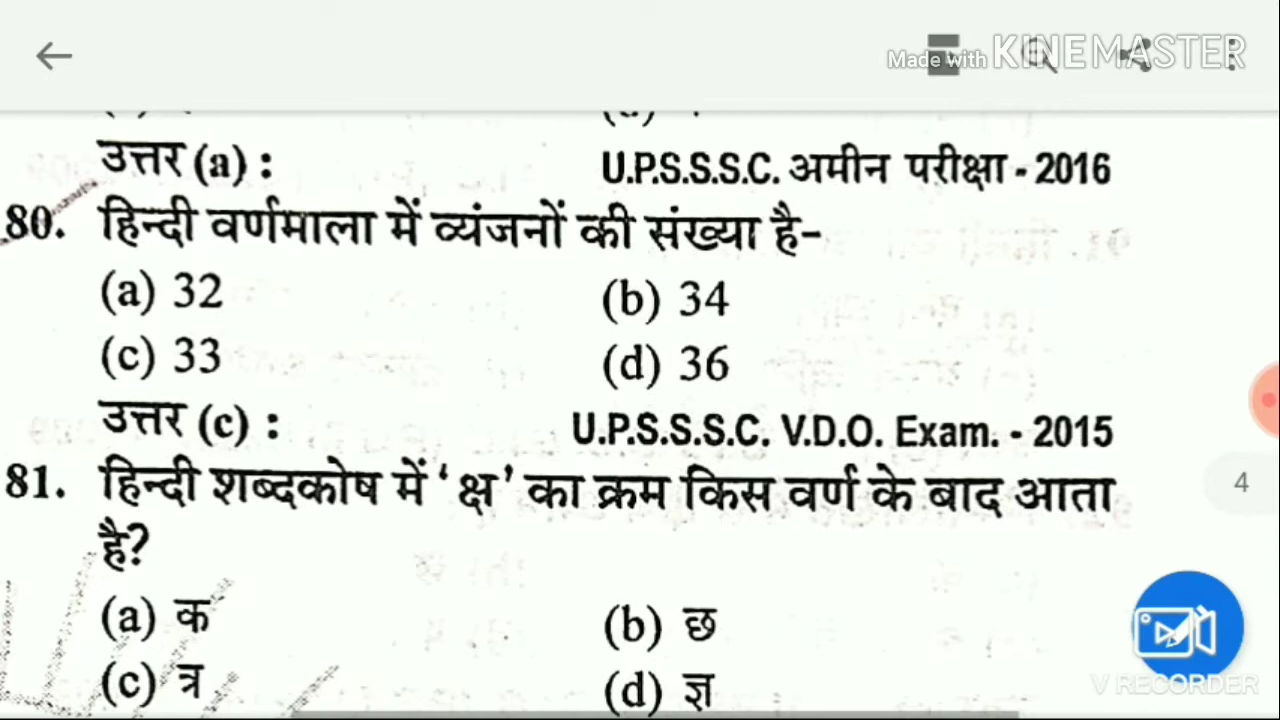 Made with KINEMASTER
उत्तर (a) : U.P.S.S.S.C. अमीन परीक्षा - 2016
80. हिन्दी वर्णमाला में व्यंजनों की संख्या है-
(a) 32 (b) 34
(c) 33 (d) 36
उत्तर (c) : U.P.S.S.S.C. V.D.O. Exam. - 2015
81. हिन्दी शब्दकोष में ‘क्ष’ का क्रम किस वर्ण के बाद आता
है?
4
(a) क (b) छ
(c) त्र (d) ज्ञ
V RECORDER